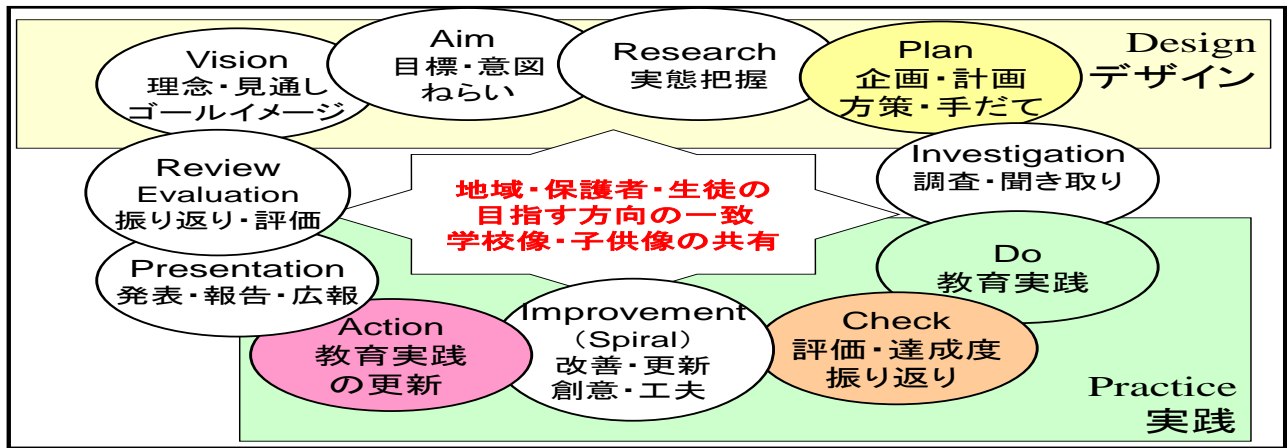 Vision
理念・見通し
ゴールイメージ
Aim
目標・意図
ねらい
Research
実態把握
Plan
企画・計画
方策・手だて
Design
デザイン
Investigation
調査・聞き取り
Do
教育実践
Check
評価・達成度
振り返り
Improvement
（Spiral）
改善・更新
創意・工夫
Action
教育実践
の更新
Presentation
発表・報告・広報
Review
Evaluation
振り返り・評価
地域・保護者・生徒の
目指す方向の一致
学校像・子供像の共有
Practice
実践